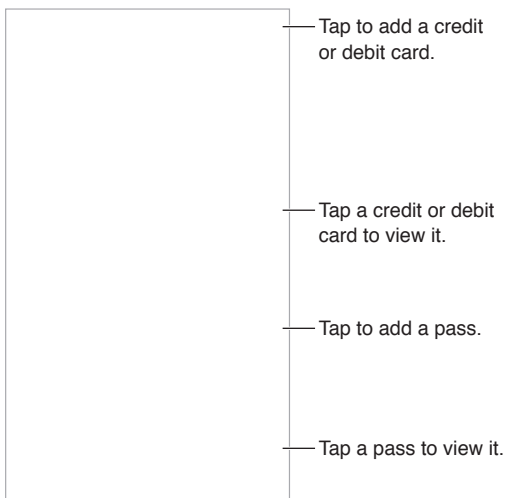 Tap to add a credit
or debit card.
Tap a credit or debit
card to view it.
Tap to add a pass.
Tap a pass to view it.